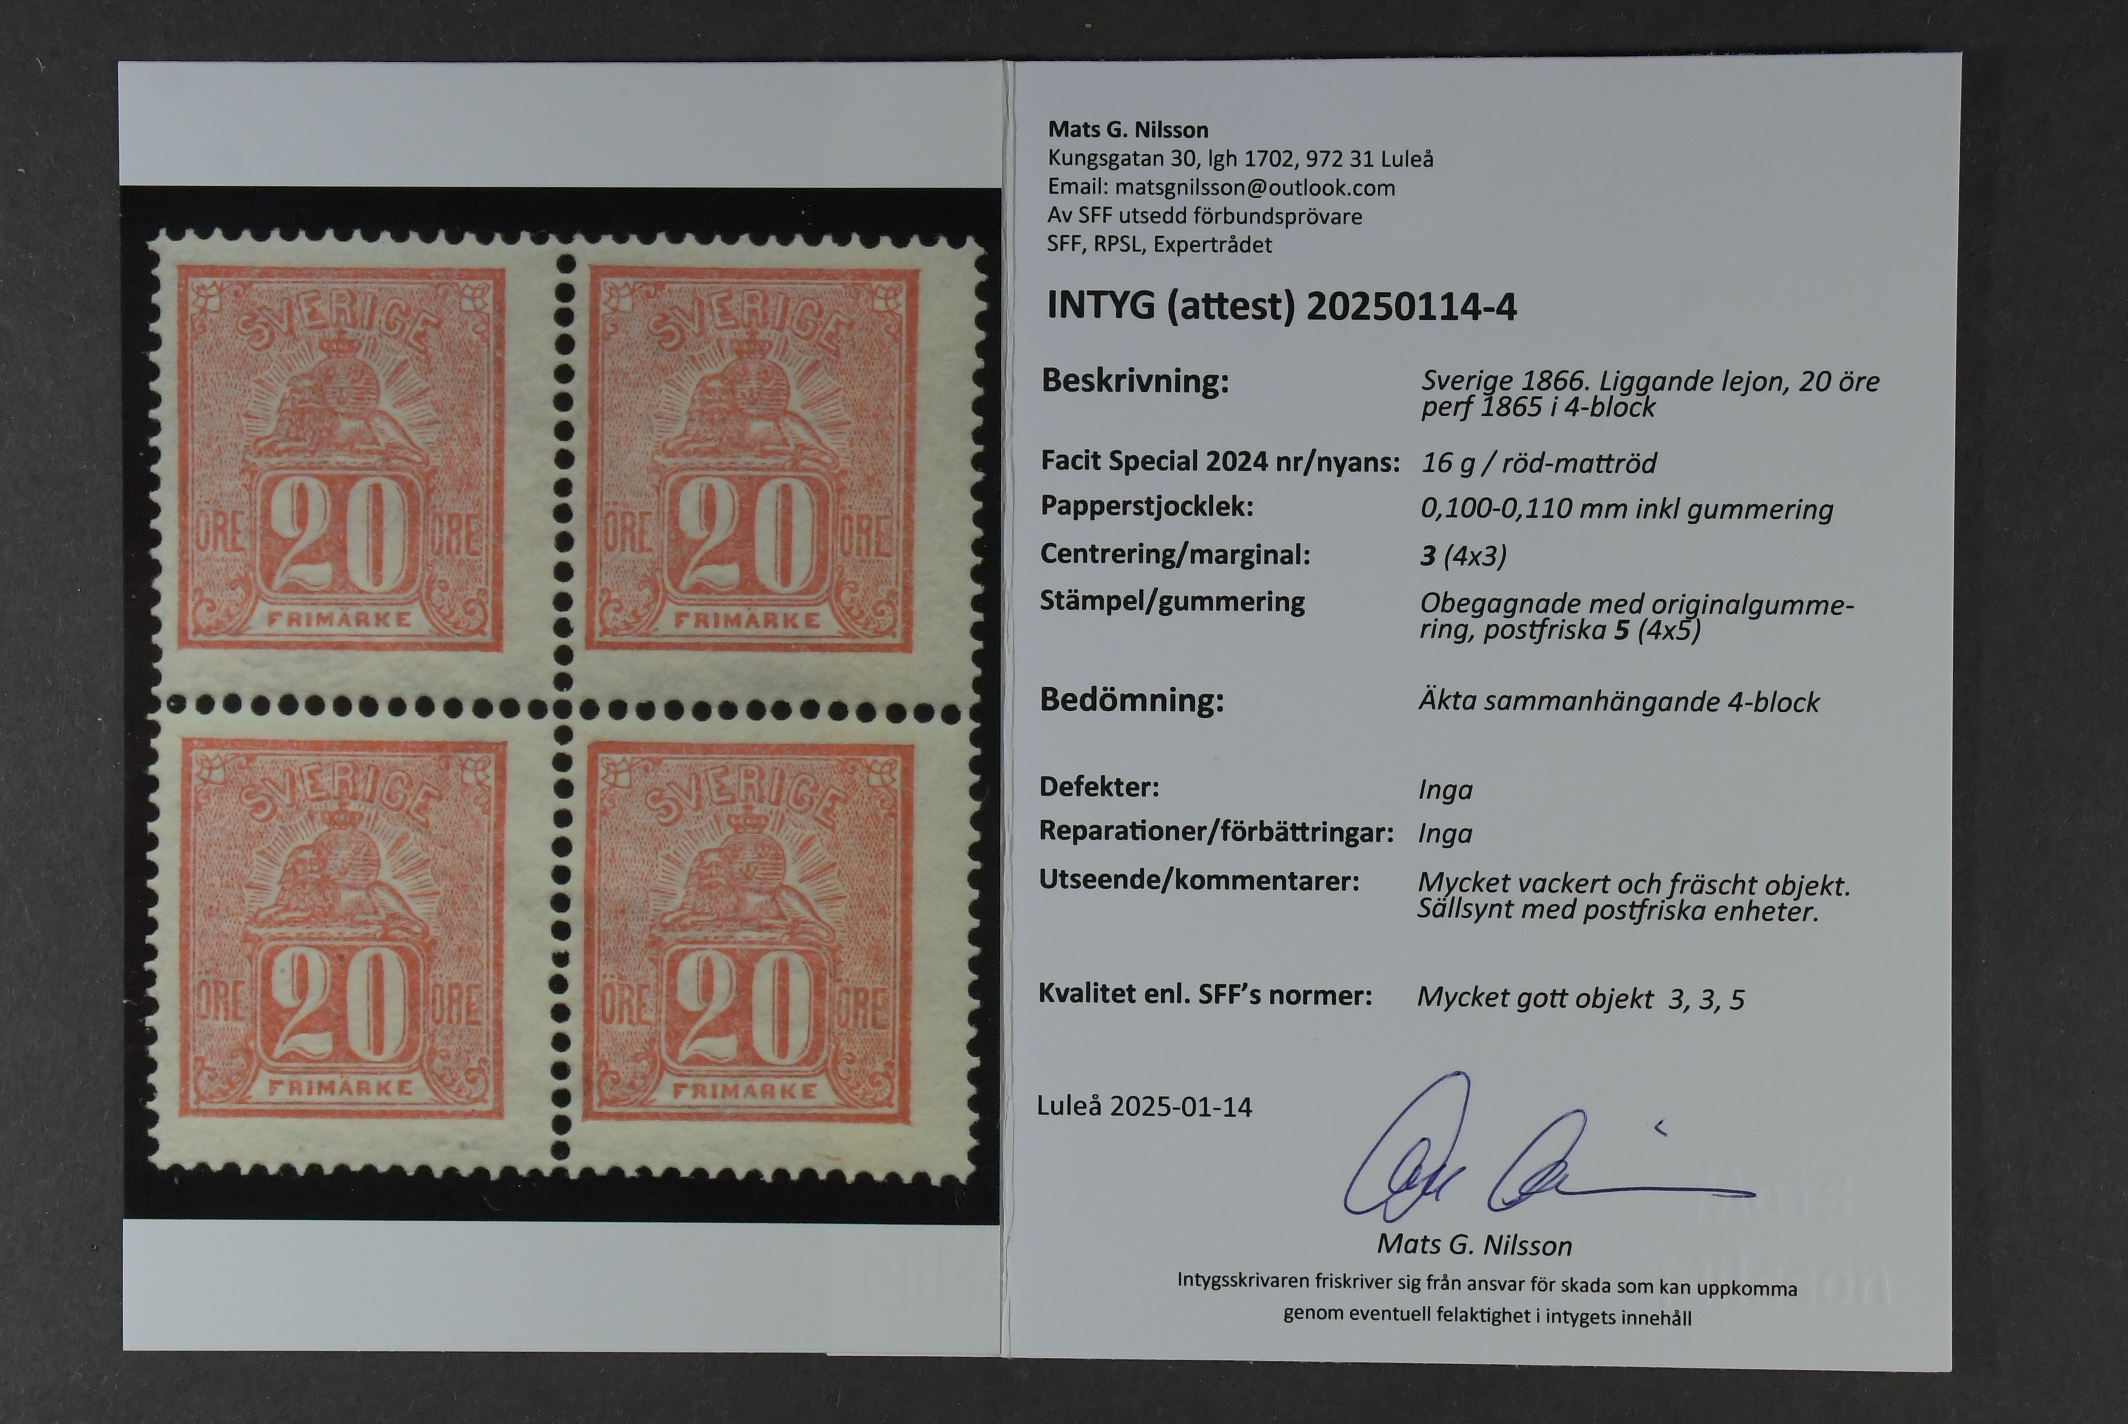 SVERIGE
20
ÖRE ÖRE
FRIMÄRKE
SVERIGE
20
ÖRE ÖRE
FRIMÄRKE
SVERIGE
20
ÖRE ÖRE
FRIMÄRKE
SVERIGE
20
ÖRE ÖRE
FRIMÄRKE
Mats G. Nilsson
Kungsgatan 30, lgh 1702, 972 31 Luleå
Email: matsgnilsson@outlook.com
Av SFF utsedd förbundsprövare
SFF, RPSL, Expertrådet
INTYG (attest) 20250114-4
Beskrivning: Sverige 1866. Liggande lejon, 20 öre
perf 1865 i 4-block
Facit Special 2024 nr/nyans: 16 g / röd-mattröd
Papperstjocklek: 0,100-0,110 mm inkl gummering
Centrering/marginal: 3 (4x3)
Stämpel/gummering Obegagnade med originalgumme-
ring, postfriska 5 (4x5)
Bedömning: Äkta sammanhängande 4-block
Defekter: Inga
Reparationer/förbättringar: Inga
Utseende/kommentarer: Mycket vackert och fräscht objekt.
Sällsynt med postfriska enheter.
Kvalitet enl. SFF's normer: Mycket gott objekt 3, 3, 5
Luleå 2025-01-14
Mats G. Nilsson
Intygsskrivaren friskriver sig från ansvar för skada som kan uppkomma
genom eventuell felaktighet i intygets innehåll